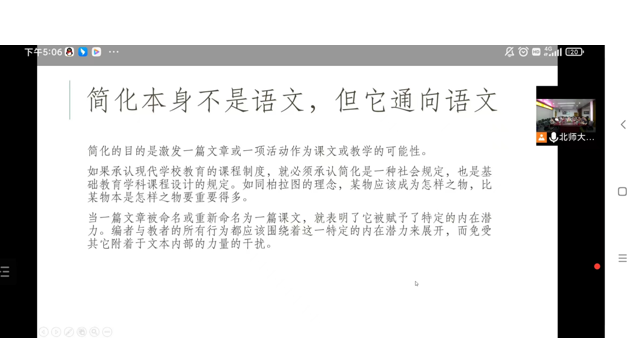 下午5:06
4G
HD
20
简化本身不是语文，但它通向语文
简化的目的是激发一篇文章或一项活动作为课文或教学的可能性。
如果承认现代学校教育的课程制度，就必须承认简化是一种社会规定，也是基
础教育学科课程设计的规定。如同柏拉图的理念，某物应该成为怎样之物，比
某物本是怎样之物要重要得多。
当一篇文章被命名或重新命名为一篇课文，就表明了它被赋予了特定的内在潜
力。编者与教者的所有行为都应该围绕着这一特定的内在潜力来展开，而免受
其它附着于文本内部的力量的干扰。
北师大...